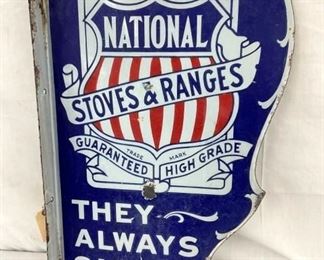 NATIONAL
STOVES & RANGES
TRADE MARK
GUARANTEED HIGH GRADE
THEY
ALWAYS